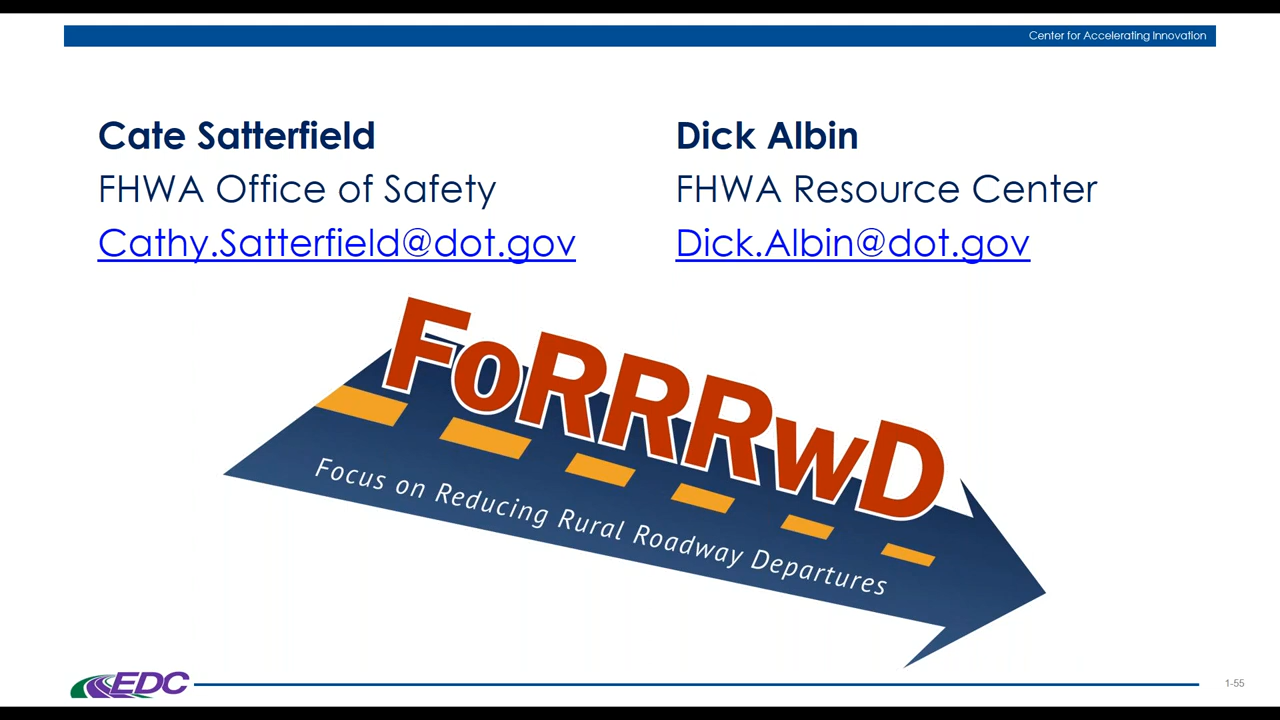 Center for Accelerating Innovation
Cate Satterfield
FHWA Office of Safety
Cathy.Satterfield@dot.gov
Dick Albin
FHWA Resource Center
Dick.Albin@dot.gov
FoRRRwD
Focus on Reducing Rural Roadway Departures
EDC
1-55